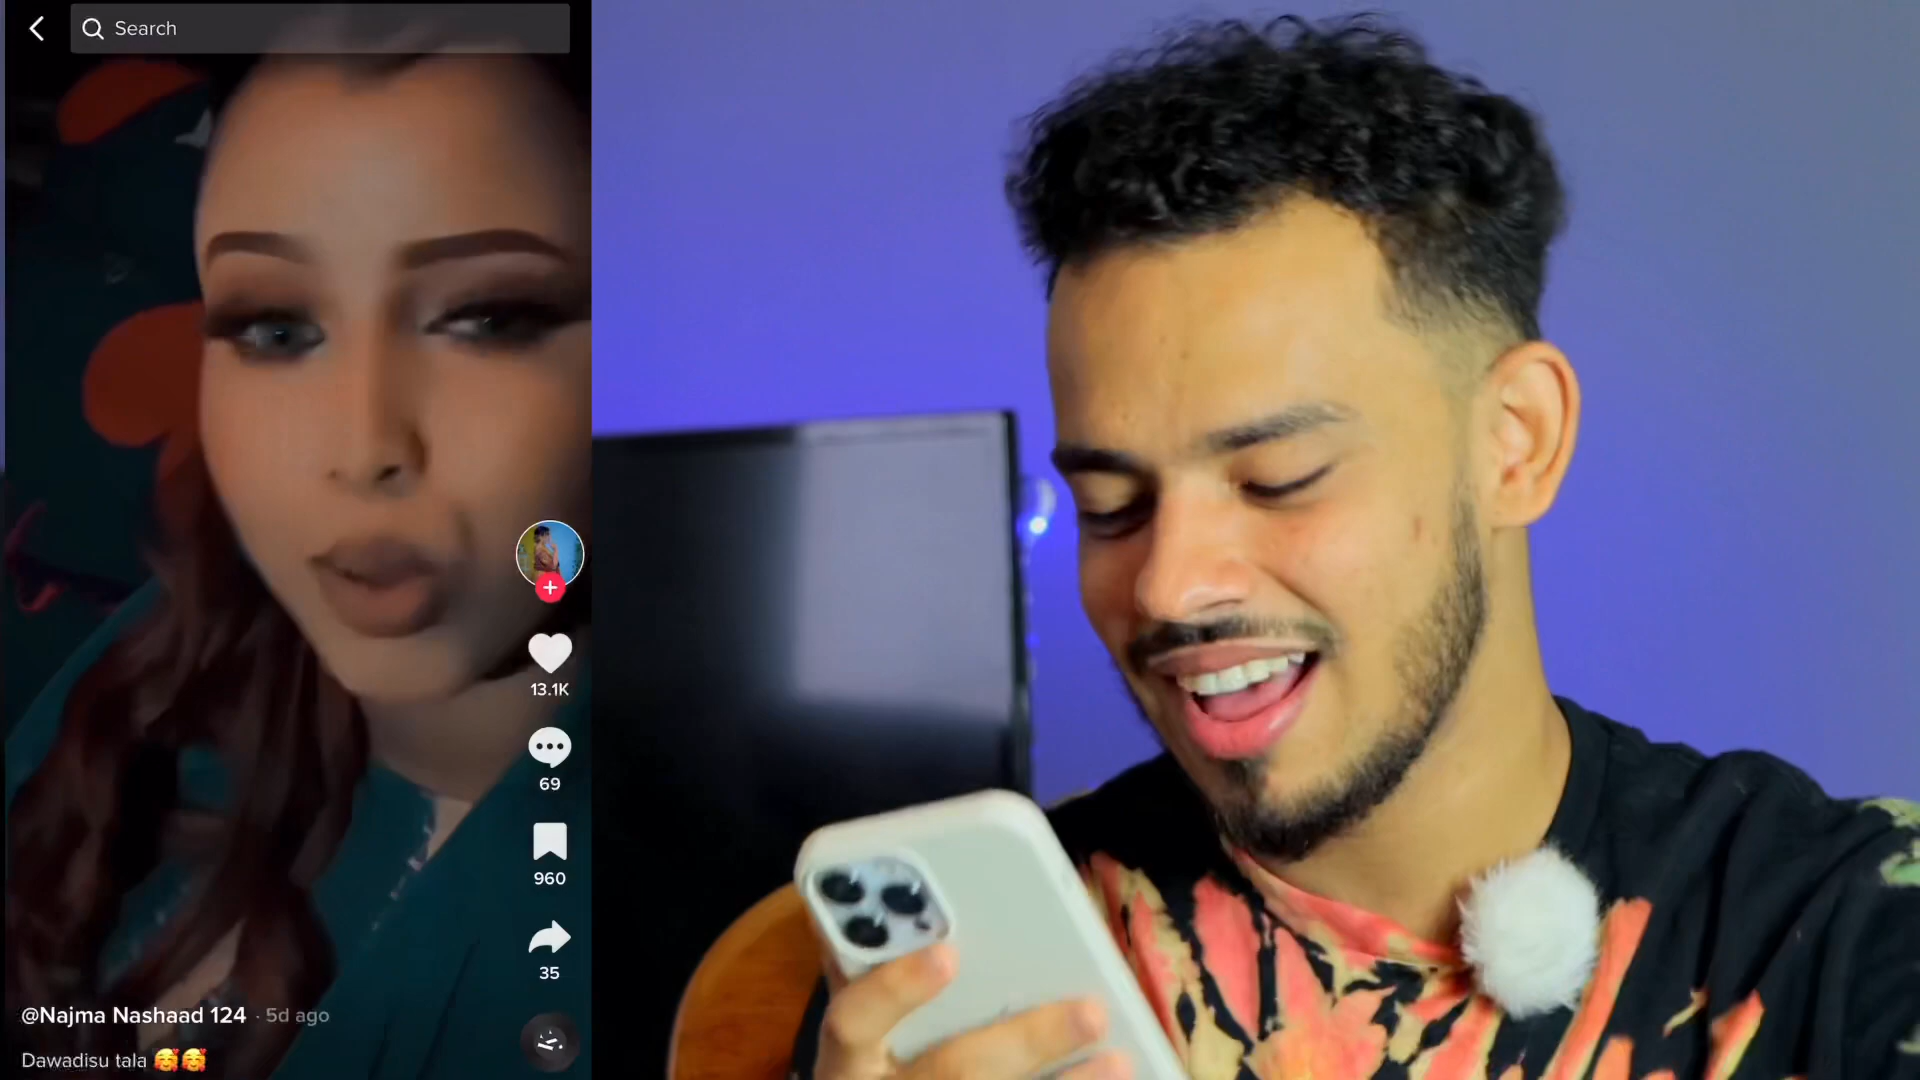 Search
13.1K
69
960
35
@Najma Nashaad 124 · 5d ago
Dawadisu tala 🥰🥰